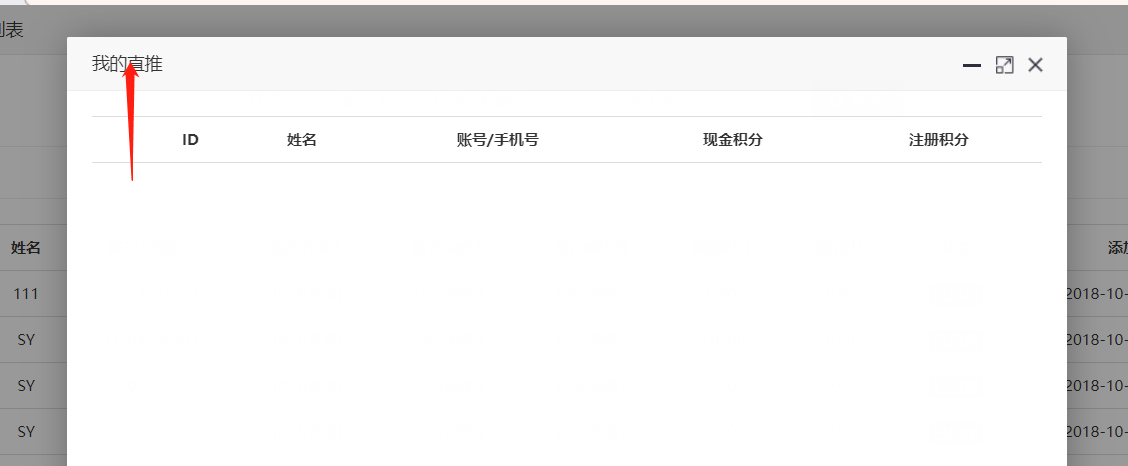 列表
我的直推
ID 姓名 账号/手机号 现金积分 注册积分
姓名 添加
111 2018-10-
SY 2018-10-
SY 2018-10-
SY 2018-10-